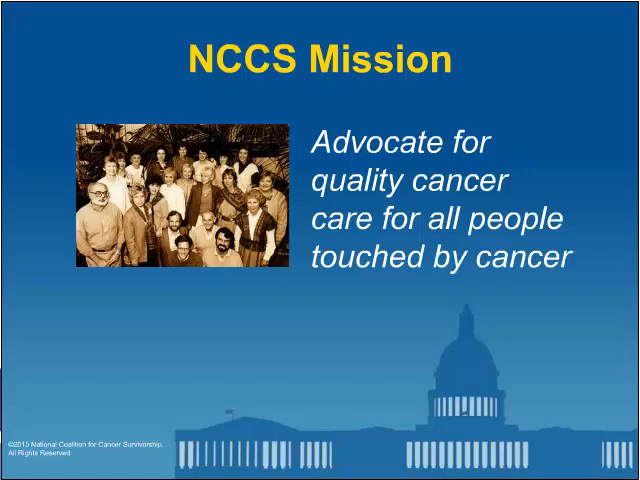 NCCS Mission
Advocate for
quality cancer
care for all people
touched by cancer
©2015 National Coalition for Cancer Survivorship.
All Rights Reserved